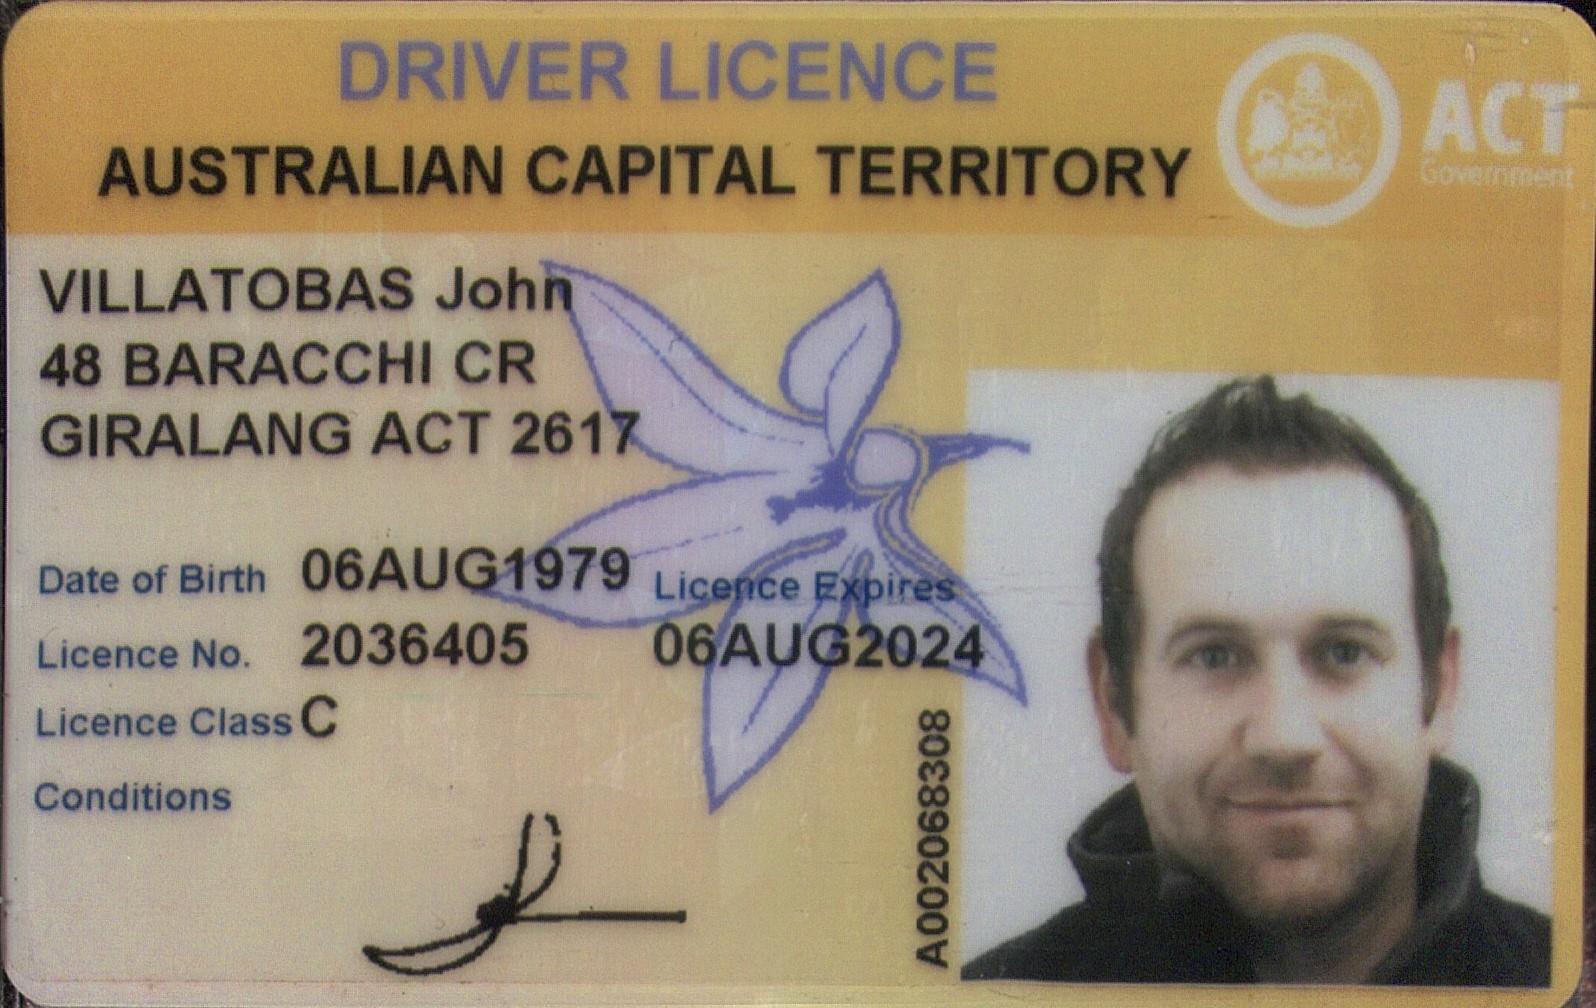 DRIVER LICENCE
AUSTRALIAN CAPITAL TERRITORY
ACT
Government
VILLATOBAS John
48 BARACCHI CR
GIRALANG ACT 2617
Date of Birth 06AUG1979 Licence Expires
Licence No. 2036405 06AUG2024
Licence Class C
Conditions
A002068308